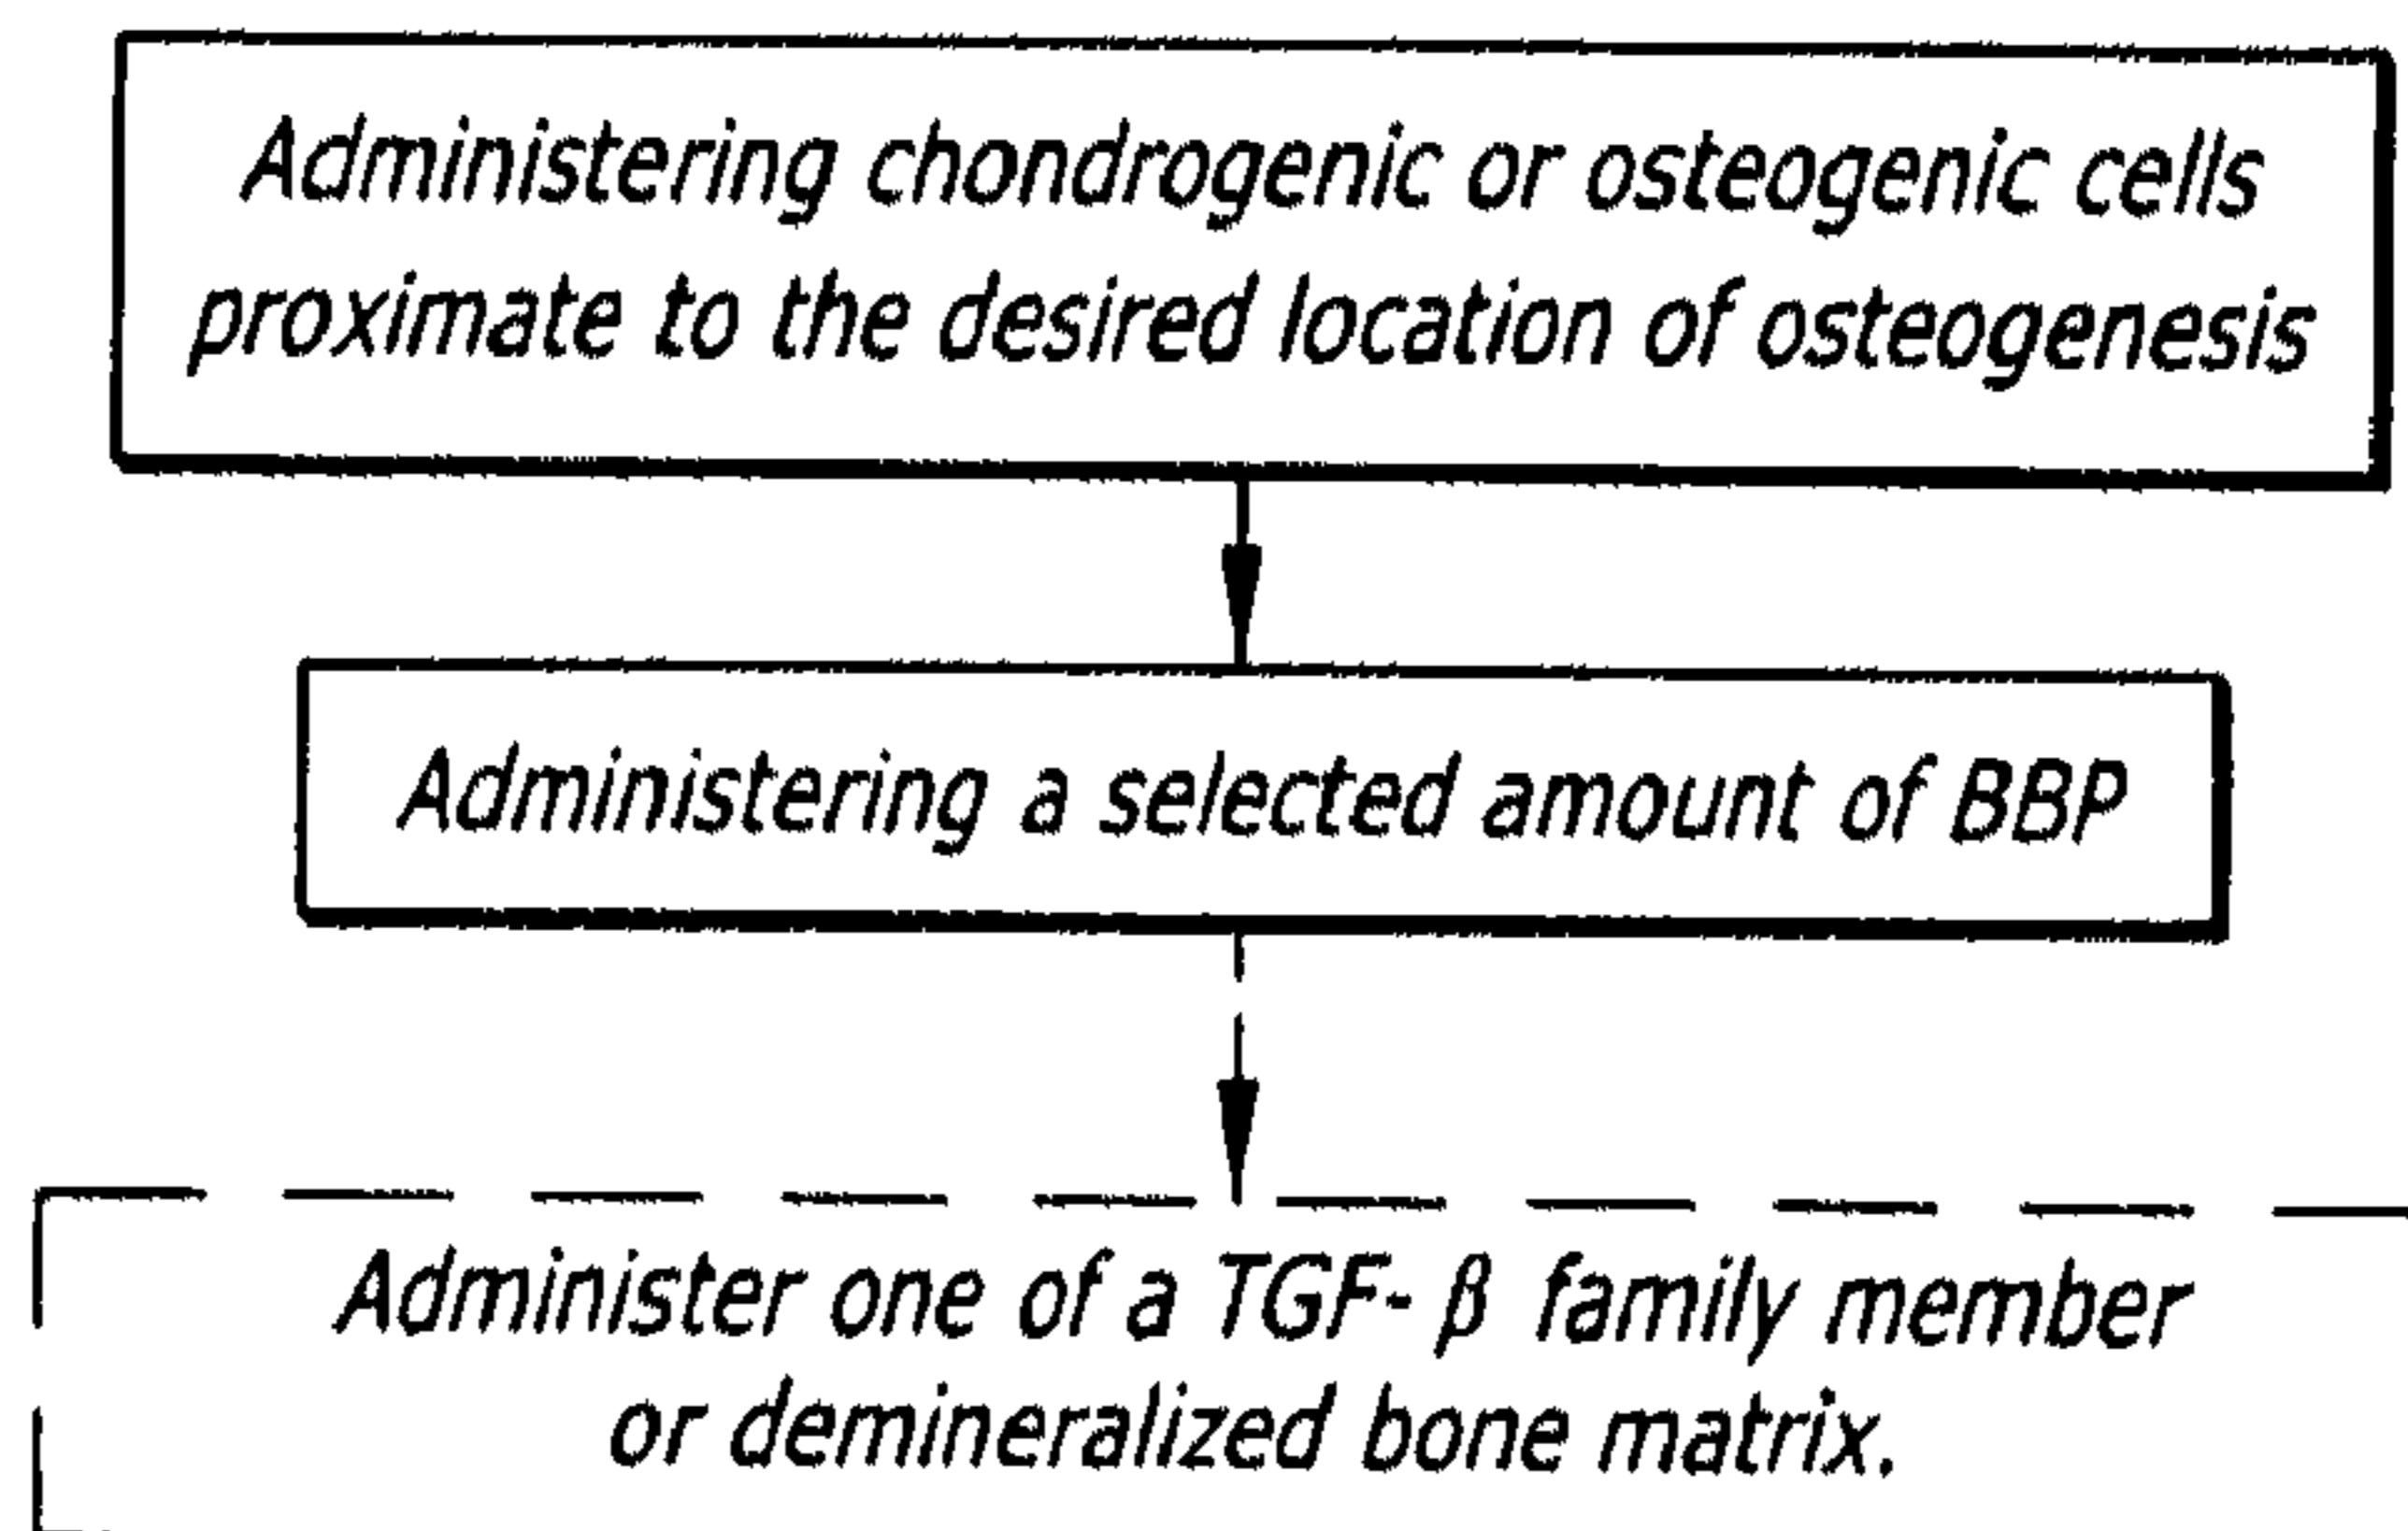 Administering chondrogenic or osteogenic cells
proximate to the desired location of osteogenesis
Administering a selected amount of BBP
Administer one of a TGF- β family member
or demineralized bone matrix.